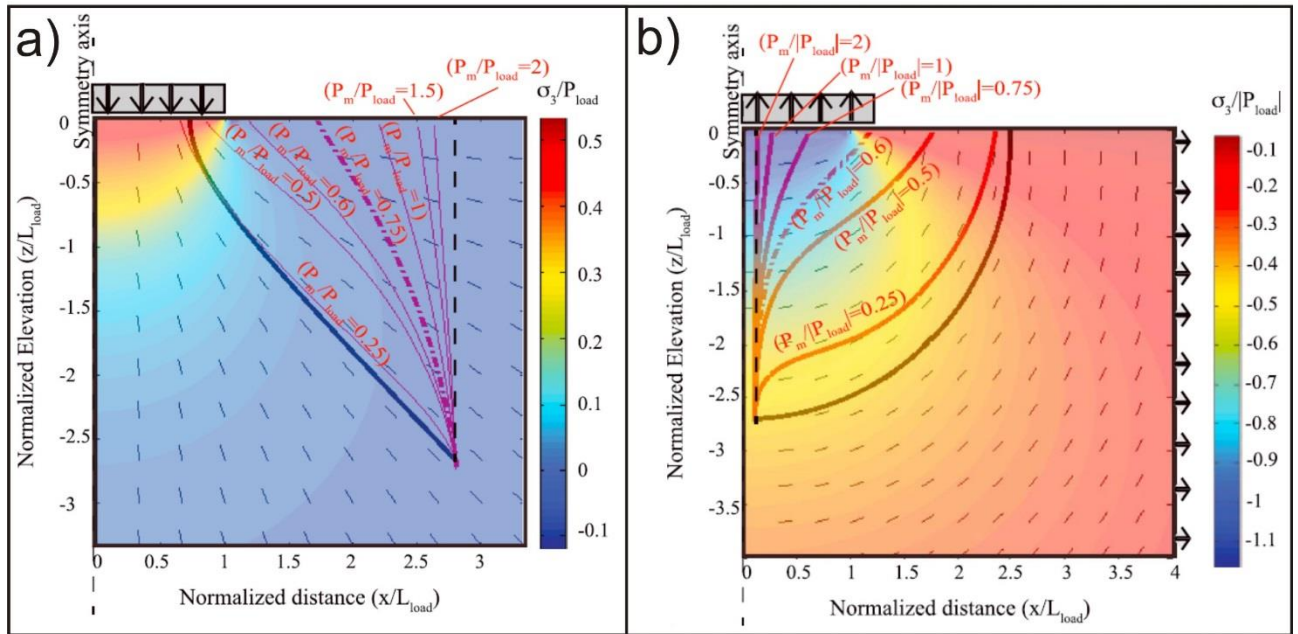 a)
Symmetry axis
(P_m/P_load=2)
(P_m/P_load=1.5)
σ_3/P_load
0.5
0.4
0.3
0.2
0.1
0
-0.1
(P_m/P_load=0.5)
(P_m/P_load=0.6)
(P_m/P_load=0.75)
(P_m/P_load=1)
(P_m/P_load=0.25)
Normalized Elevation (z/L_load)
0
-0.5
-1
-1.5
-2
-2.5
-3
0 0.5 1 1.5 2 2.5 3
Normalized distance (x/L_load)
b)
Symmetry axis
(P_m/|P_load|=2)
(P_m/|P_load|=1)
(P_m/|P_load|=0.75)
σ_3/|P_load|
-0.1
-0.2
-0.3
-0.4
-0.5
-0.6
-0.7
-0.8
-0.9
-1
-1.1
(P_m/|P_load|=0.6)
(P_m/|P_load|=0.5)
(P_m/|P_load|=0.25)
Normalized Elevation (z/L_load)
0
-0.5
-1
-1.5
-2
-2.5
-3
-3.5
0 0.5 1 1.5 2 2.5 3 3.5 4
Normalized distance (x/L_load)